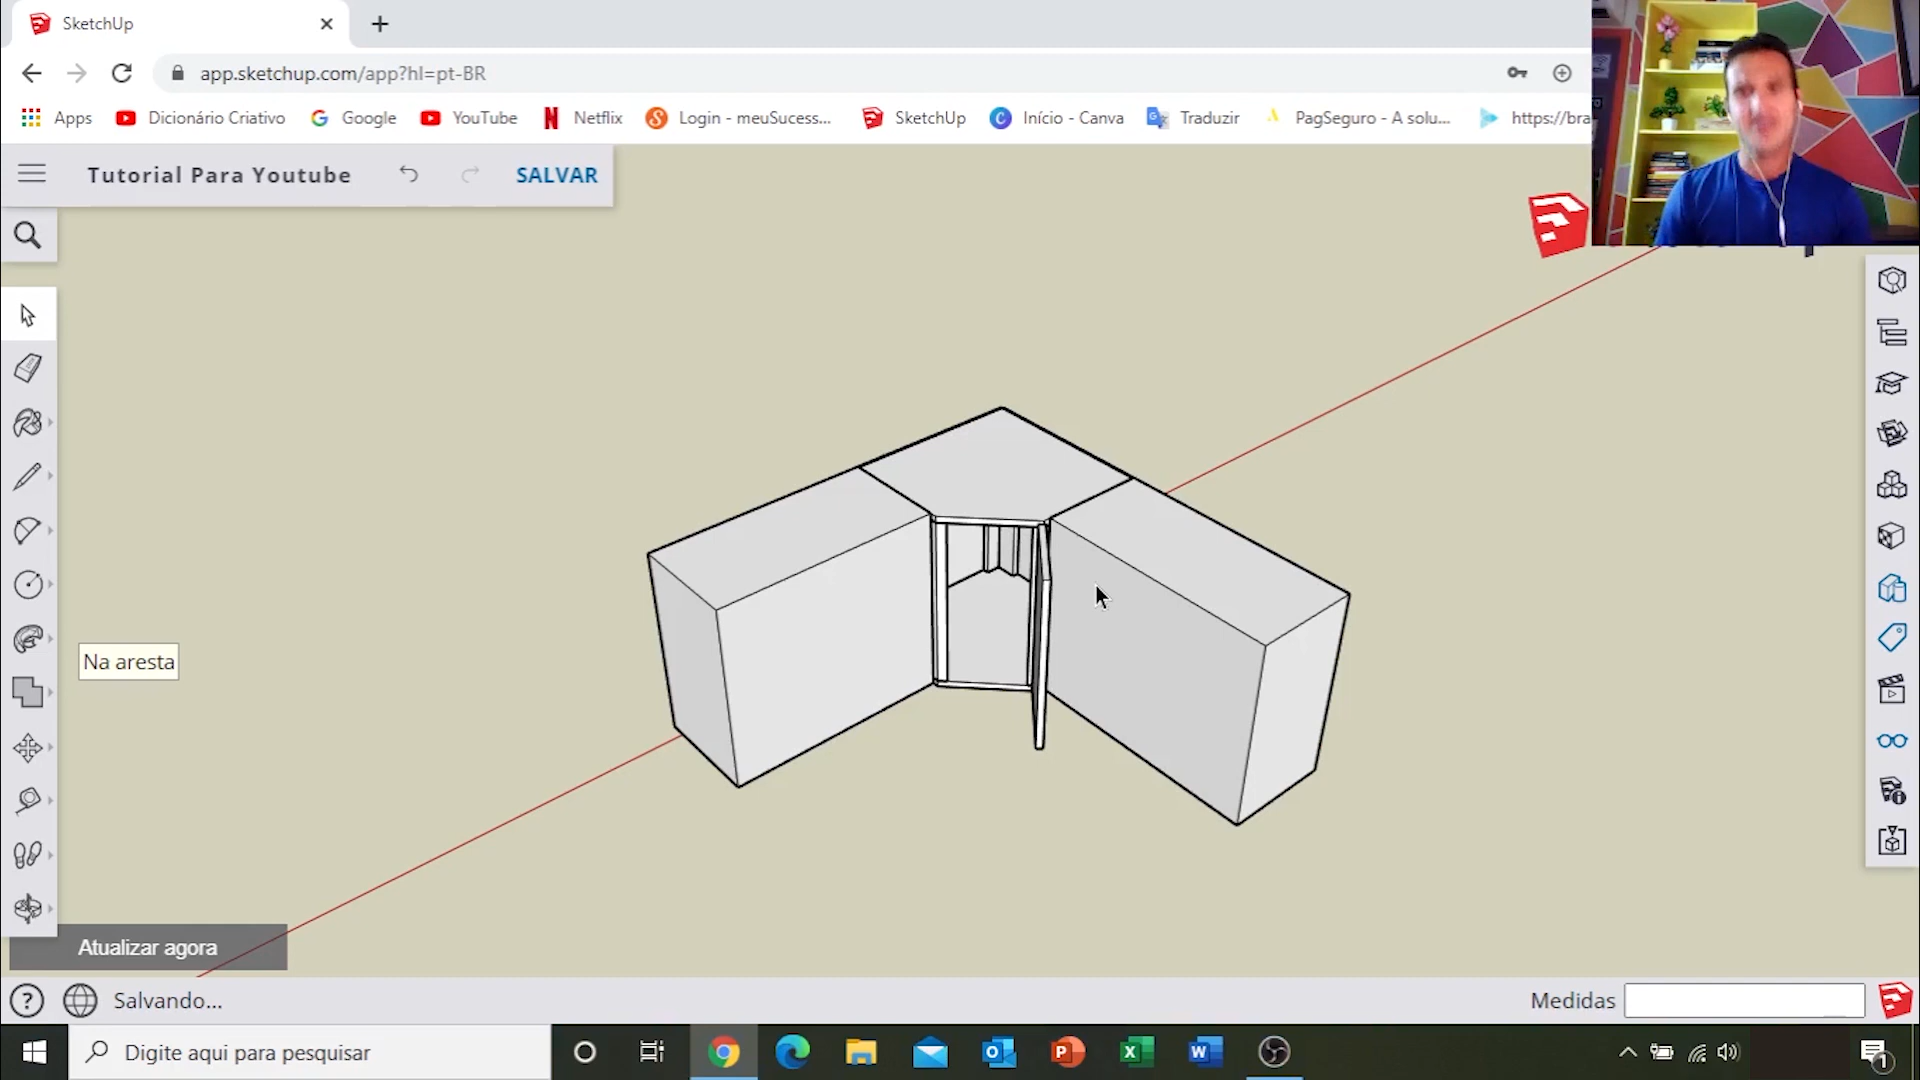 SketchUp
app.sketchup.com/app?hl=pt-BR
Apps Dicionário Criativo Google YouTube Netflix Login - meuSucess... SketchUp Início - Canva Traduzir PagSeguro - A solu... https://bra
Tutorial Para Youtube SALVAR
Na aresta
Atualizar agora
Salvando... Medidas
Digite aqui para pesquisar
1